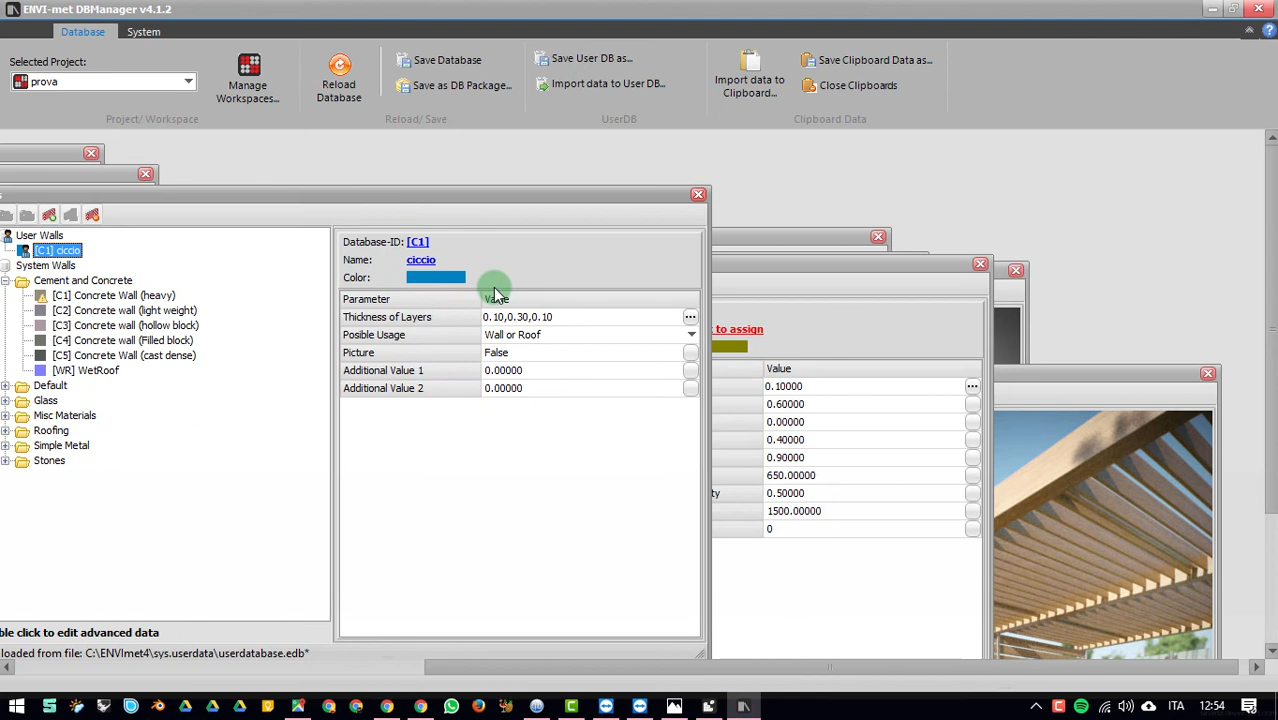 ENVI-met DBManager v4.1.2
Database System
Selected Project:
prova
Manage
Workspaces...
Project/ Workspace
Reload
Database
Save Database
Save as DB Package...
Reload/ Save
Save User DB as...
Import data to User DB...
UserDB
Import data to
Clipboard...
Save Clipboard Data as...
Close Clipboards
Clipboard Data
s
User Walls
[C1] ciccio
System Walls
Cement and Concrete
[C1] Concrete Wall (heavy)
[C2] Concrete wall (light weight)
[C3] Concrete wall (hollow block)
[C4] Concrete wall (Filled block)
[C5] Concrete Wall (cast dense)
[WR] WetRoof
Default
Glass
Misc Materials
Roofing
Simple Metal
Stones
ble click to edit advanced data
loaded from file: C:\ENVImet4\sys.userdata\userdatabase.edb*
Database-ID: [C1]
Name: ciccio
Color:
Parameter Value
Thickness of Layers 0.10,0.30,0.10
Posible Usage Wall or Roof
Picture False
Additional Value 1 0.00000
Additional Value 2 0.00000
to assign
Value
0.10000
0.60000
0.00000
0.40000
0.90000
650.00000
ty 0.50000
1500.00000
0
ITA 12:54